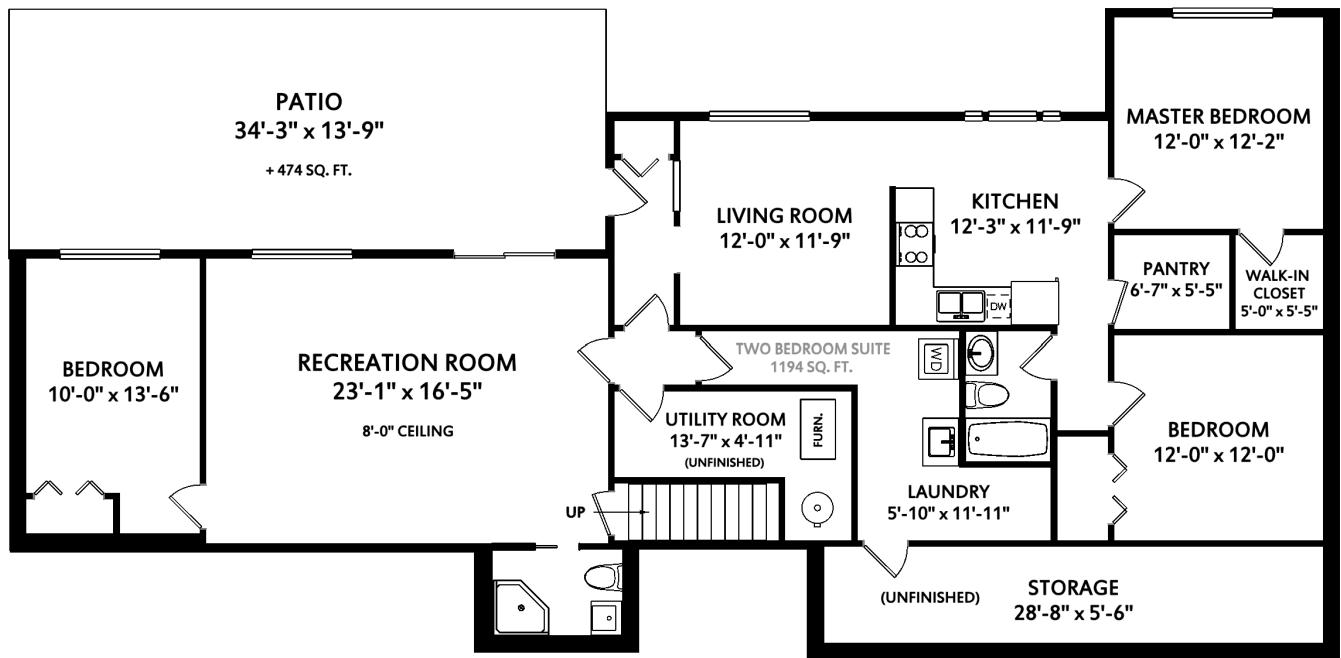 PATIO
34'-3" x 13'-9"
+ 474 SQ. FT.
MASTER BEDROOM
12'-0" x 12'-2"
LIVING ROOM
12'-0" x 11'-9"
KITCHEN
12'-3" x 11'-9"
DW
PANTRY
6'-7" x 5'-5"
WALK-IN
CLOSET
5'-0" x 5'-5"
BEDROOM
10'-0" x 13'-6"
RECREATION ROOM
23'-1" x 16'-5"
8'-0" CEILING
TWO BEDROOM SUITE
1194 SQ. FT.
WD
UTILITY ROOM
13'-7" x 4'-11"
(UNFINISHED)
FURN.
BEDROOM
12'-0" x 12'-0"
UP
LAUNDRY
5'-10" x 11'-11"
(UNFINISHED)
STORAGE
28'-8" x 5'-6"